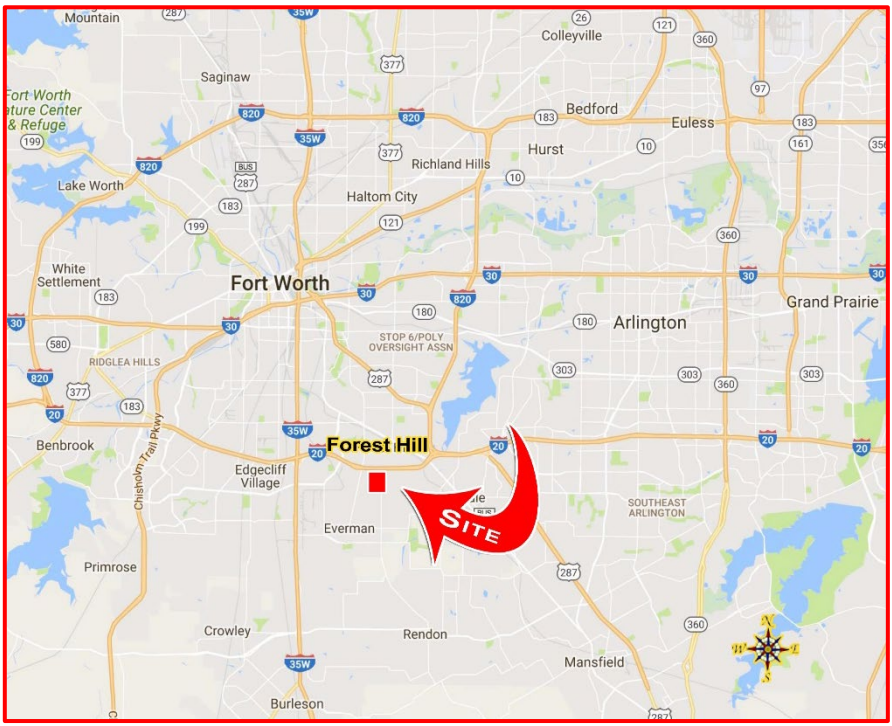 Mountain
287
35W
26
Colleyville
121
360
377
Saginaw
Fort Worth
ature Center
& Refuge
199
820
820
183
Bedford
97
Euless
183
35W
Hurst
10
161
356
377
Richland Hills
820
BUS
287
10
Lake Worth
183
Haltom City
199
121
360
White
Settlement
183
Fort Worth
30
30
30
30
820
Grand Prairie
30
30
180
180
Arlington
580
STOP 6/POLY
OVERSIGHT ASSN
RIDGLEA HILLS
303
303
360
303
820
377
287
183
20
Chisholm Trail Pkwy
35W
Benbrook
20
Forest Hill
20
20
20
Edgecliff
Village
SITE
BUS
SOUTHEAST
ARLINGTON
Everman
Primrose
287
360
N
W
E
S
Crowley
Rendon
35W
Mansfield
Burleson
287